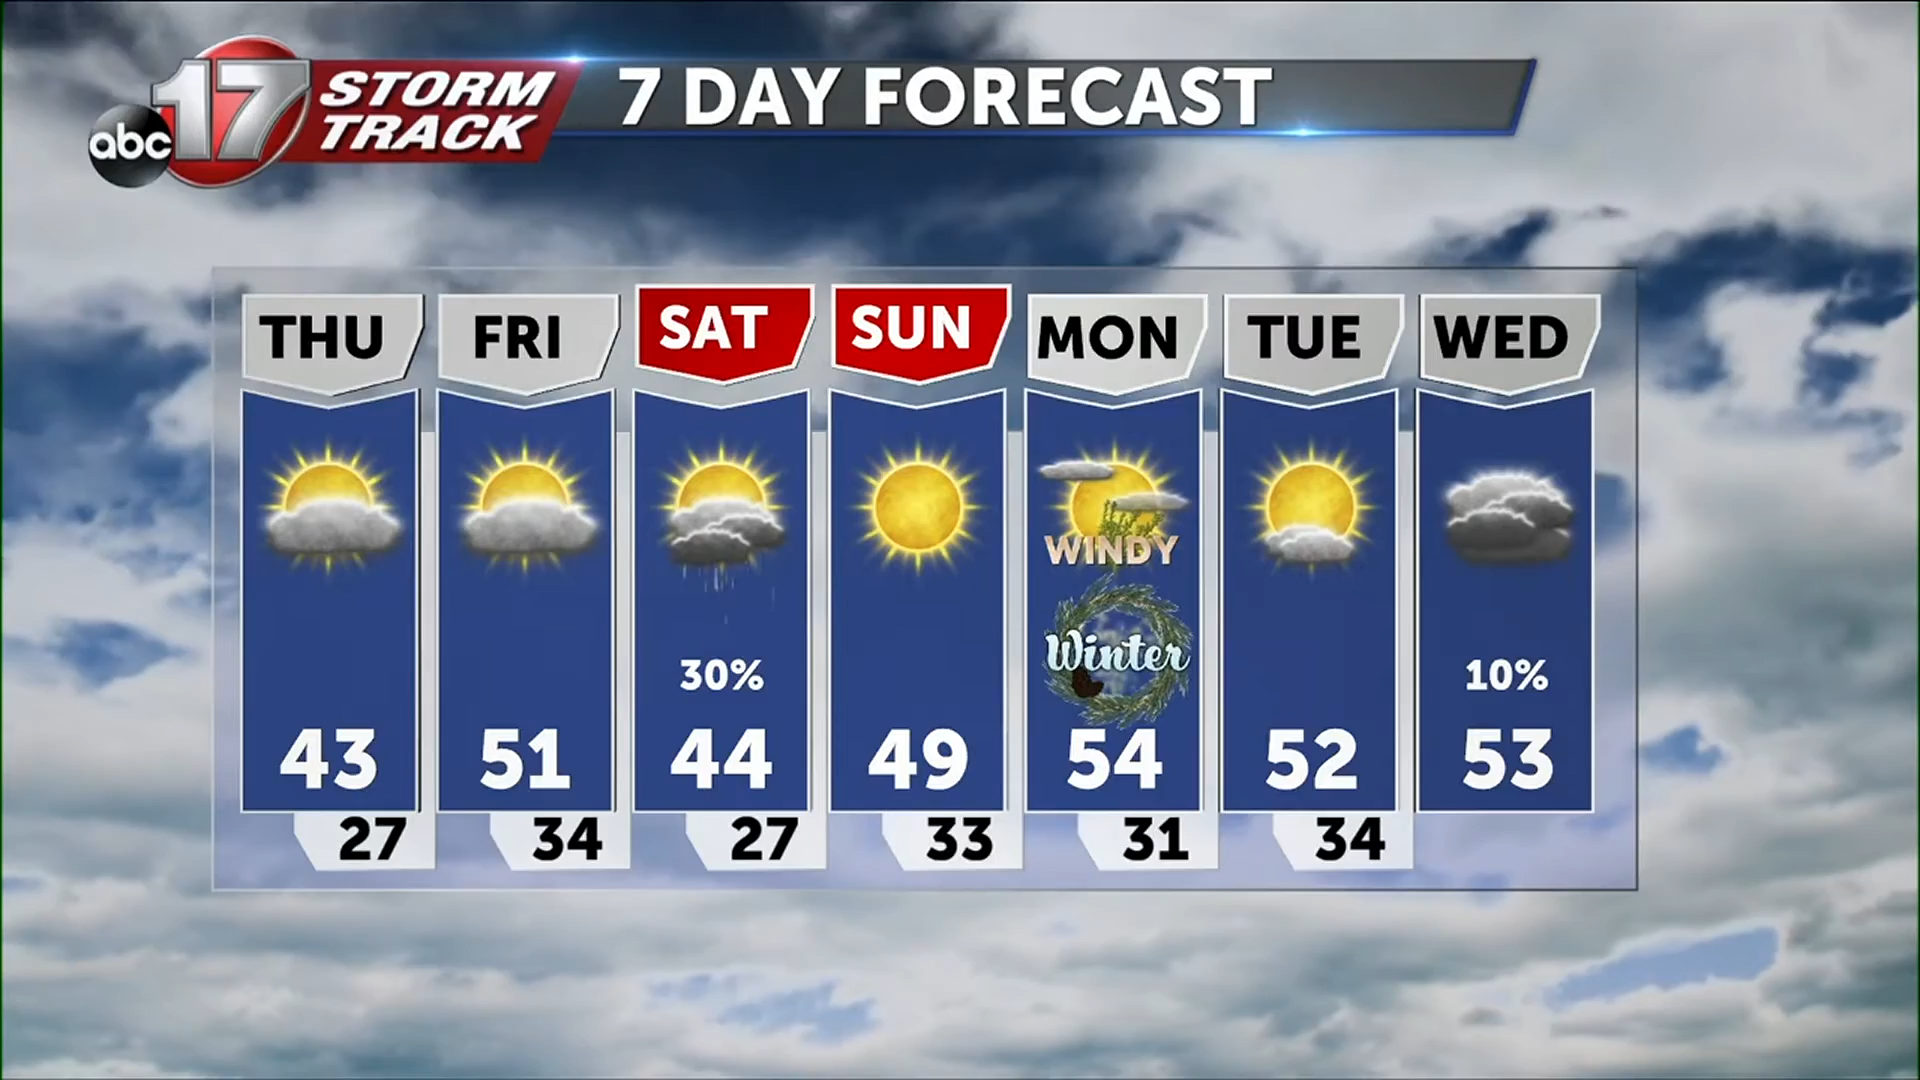 abc 17 STORM TRACK
7 DAY FORECAST
THU FRI SAT SUN MON TUE WED
WINDY
Winter
30% 10%
43 51 44 49 54 52 53
27 34 27 33 31 34